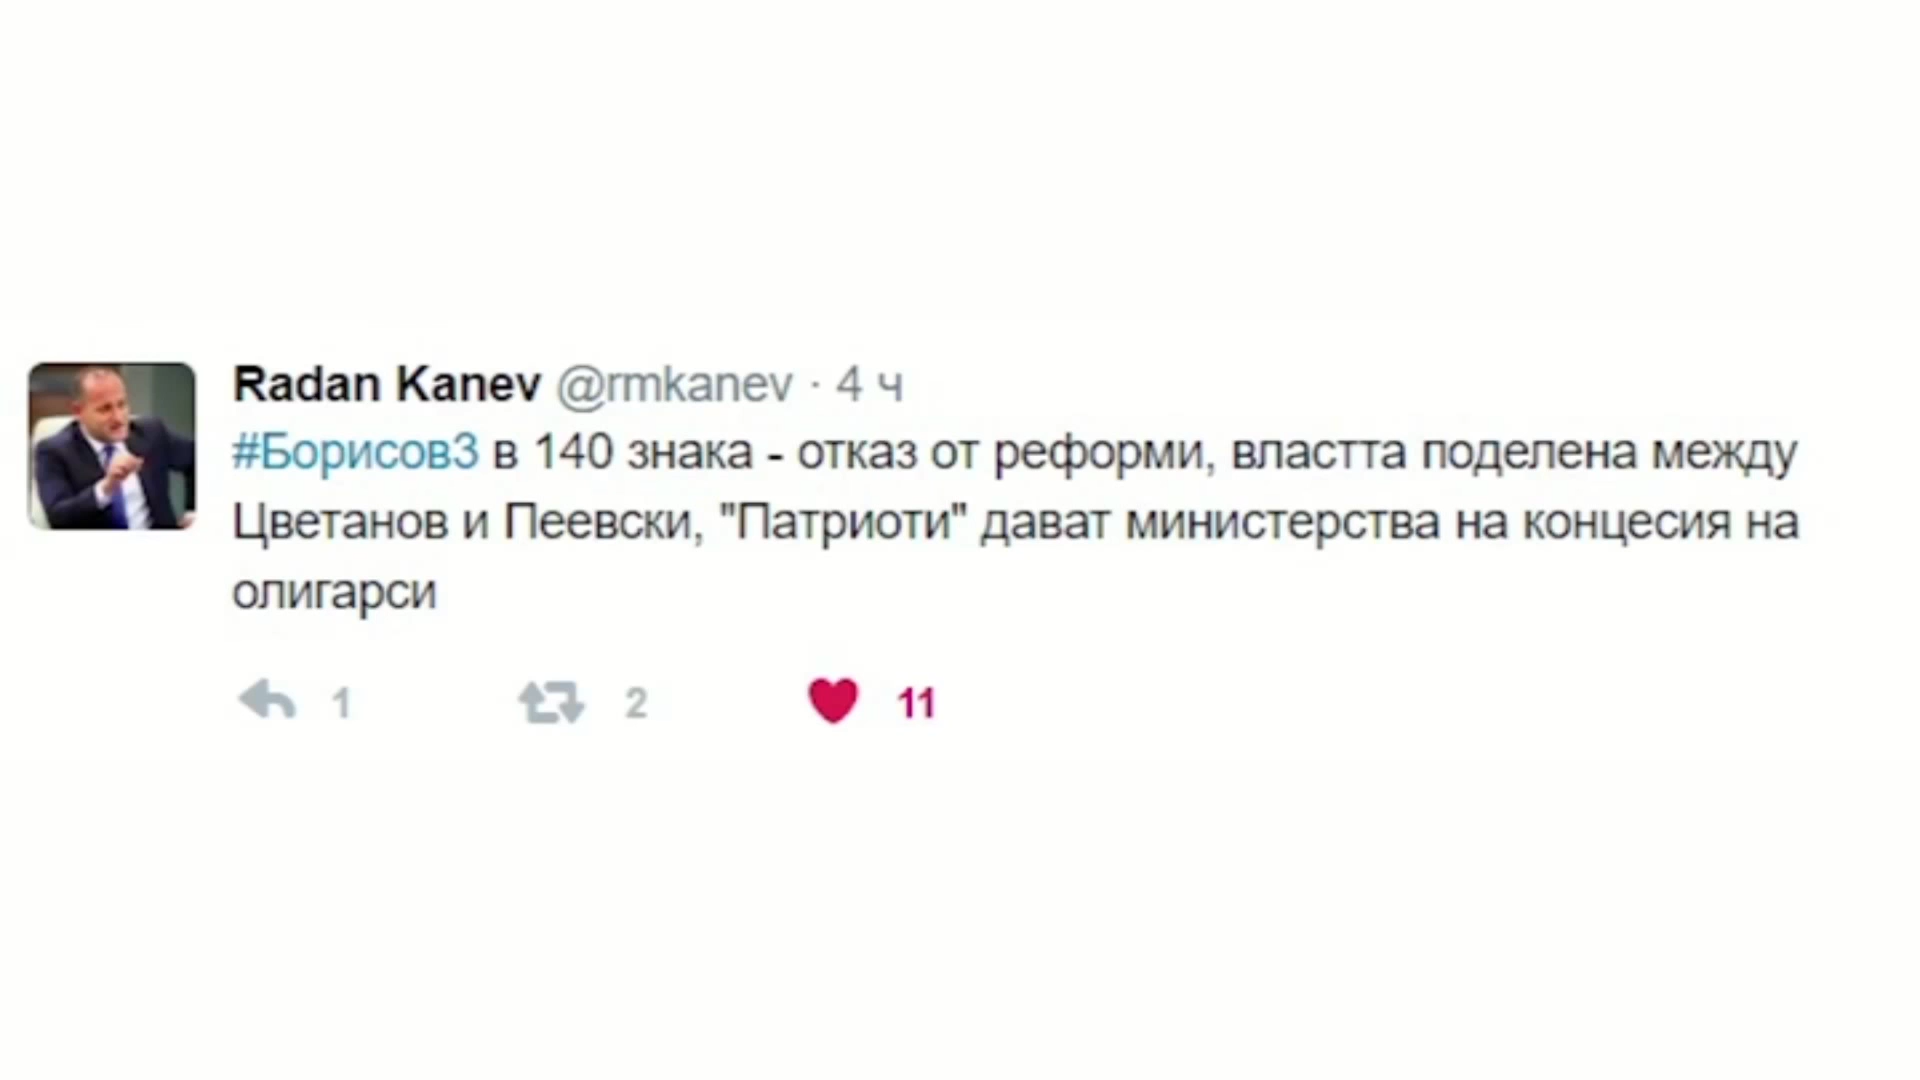 Radan Kanev @rmkanev · 4 ч
#Борисов3 в 140 знака - отказ от реформи, властта поделена между
Цветанов и Пеевски, "Патриоти" дават министерства на концесия на
олигарси
1 2 11